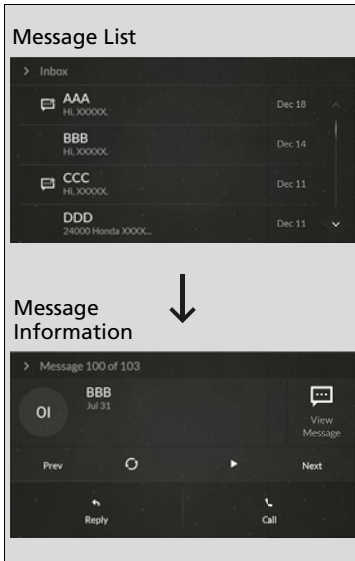 Message List
Inbox
AAA
Hi, XXXXX.
Dec 18
BBB
Hi, XXXXX.
Dec 14
CCC
Hi, XXXXX.
Dec 11
DDD
24000 Honda XXXX...
Dec 11
Message
Information
Message 100 of 103
OI
BBB
Jul 31
View
Message
Prev
Next
Reply
Call